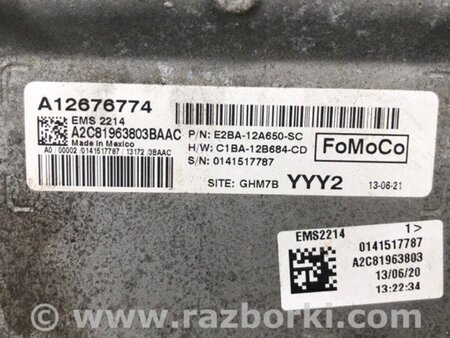 A12676774
EMS 2214
A2C81963803BAAC
Made in Mexico
A0 / 00002 / 0141517787 / 13172 / 3BAAC
P/N: E2BA-12A650-SC
H/W: C1BA-12B684-CD
S/N: 0141517787
FoMoCo
SITE: GHM7B YYY2 13-06-21
EMS2214 1>
0141517787
A2C81963803
13/06/20
13:22:34
© www.razborki.com